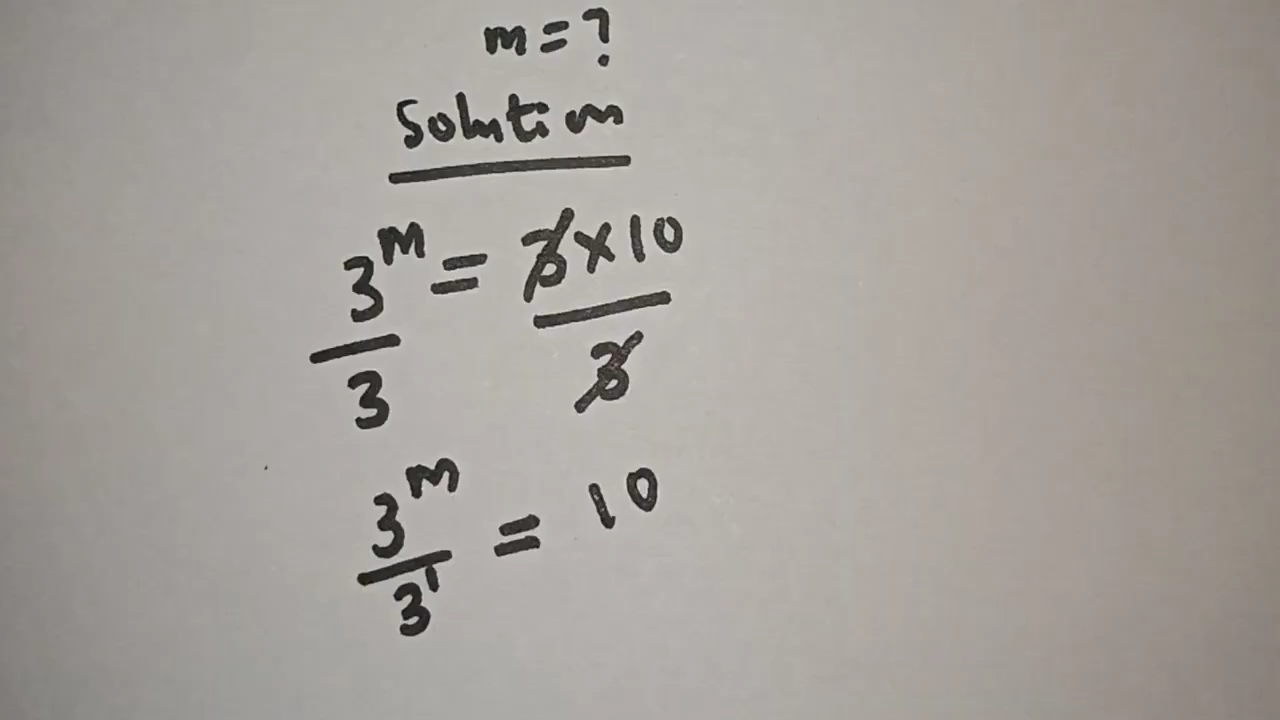 m = ?
Solution
3^m/3 = 3×10/3
3^m/3^1 = 10